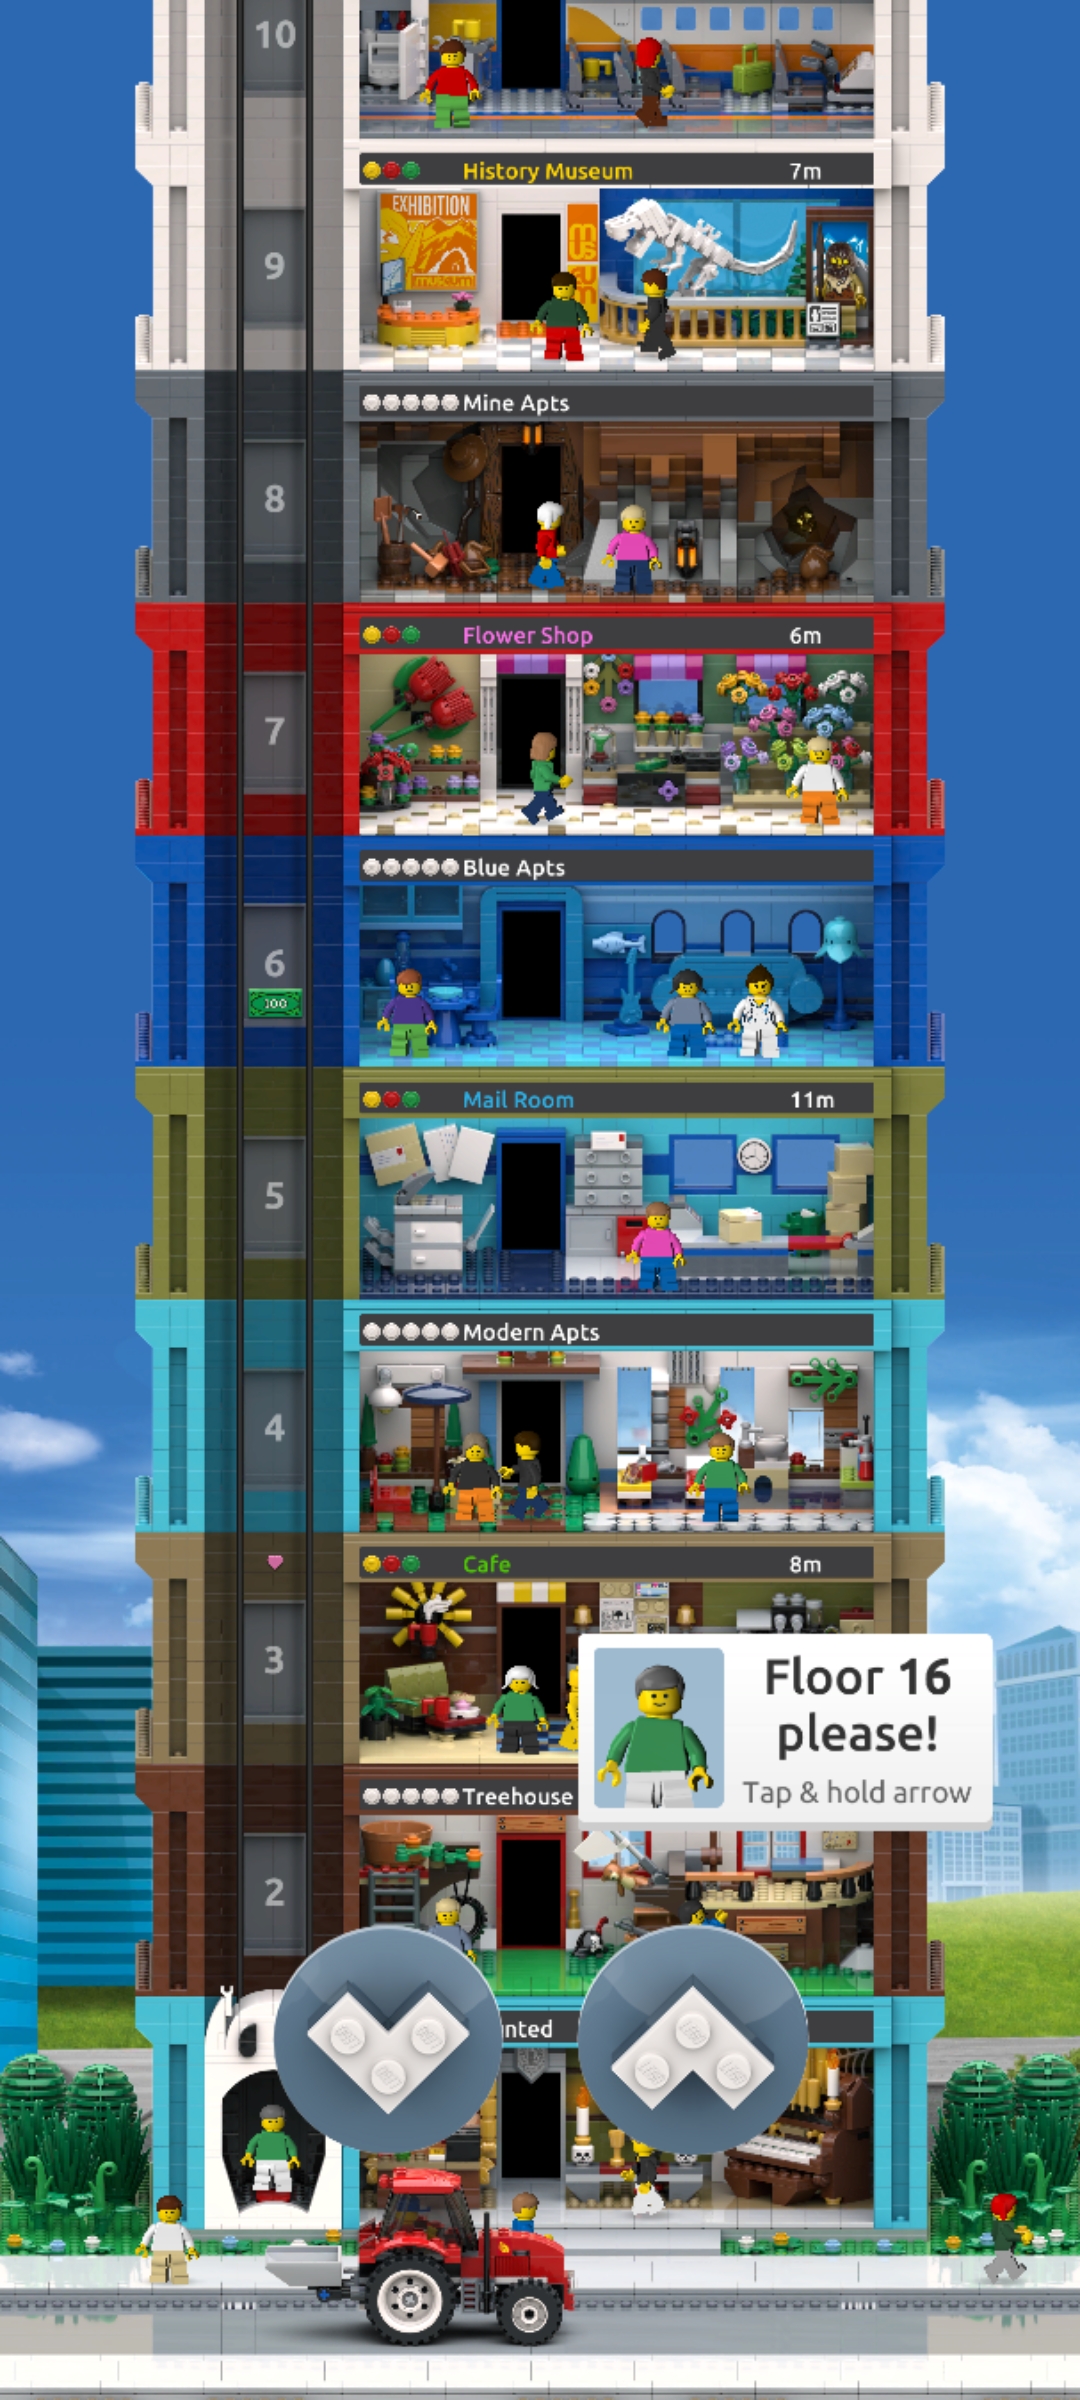 10
History Museum 7m
EXHIBITION
museum
museum
9
Mine Apts
8
Flower Shop 6m
7
Blue Apts
6
100
Mail Room 11m
5
Modern Apts
4
Cafe 8m
3
Floor 16
please!
Tap & hold arrow
Treehouse
2
nted